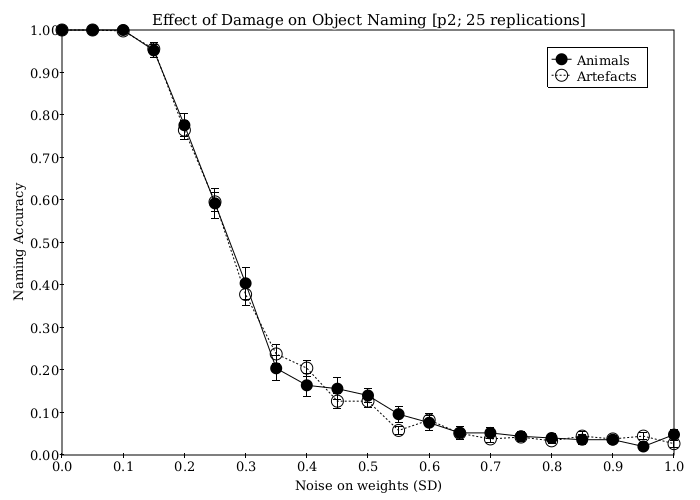 Effect of Damage on Object Naming [p2; 25 replications]
1.00
0.90
0.80
0.70
0.60
0.50
0.40
0.30
0.20
0.10
0.00
Naming Accuracy
Animals
Artefacts
0.0 0.1 0.2 0.3 0.4 0.5 0.6 0.7 0.8 0.9 1.0
Noise on weights (SD)